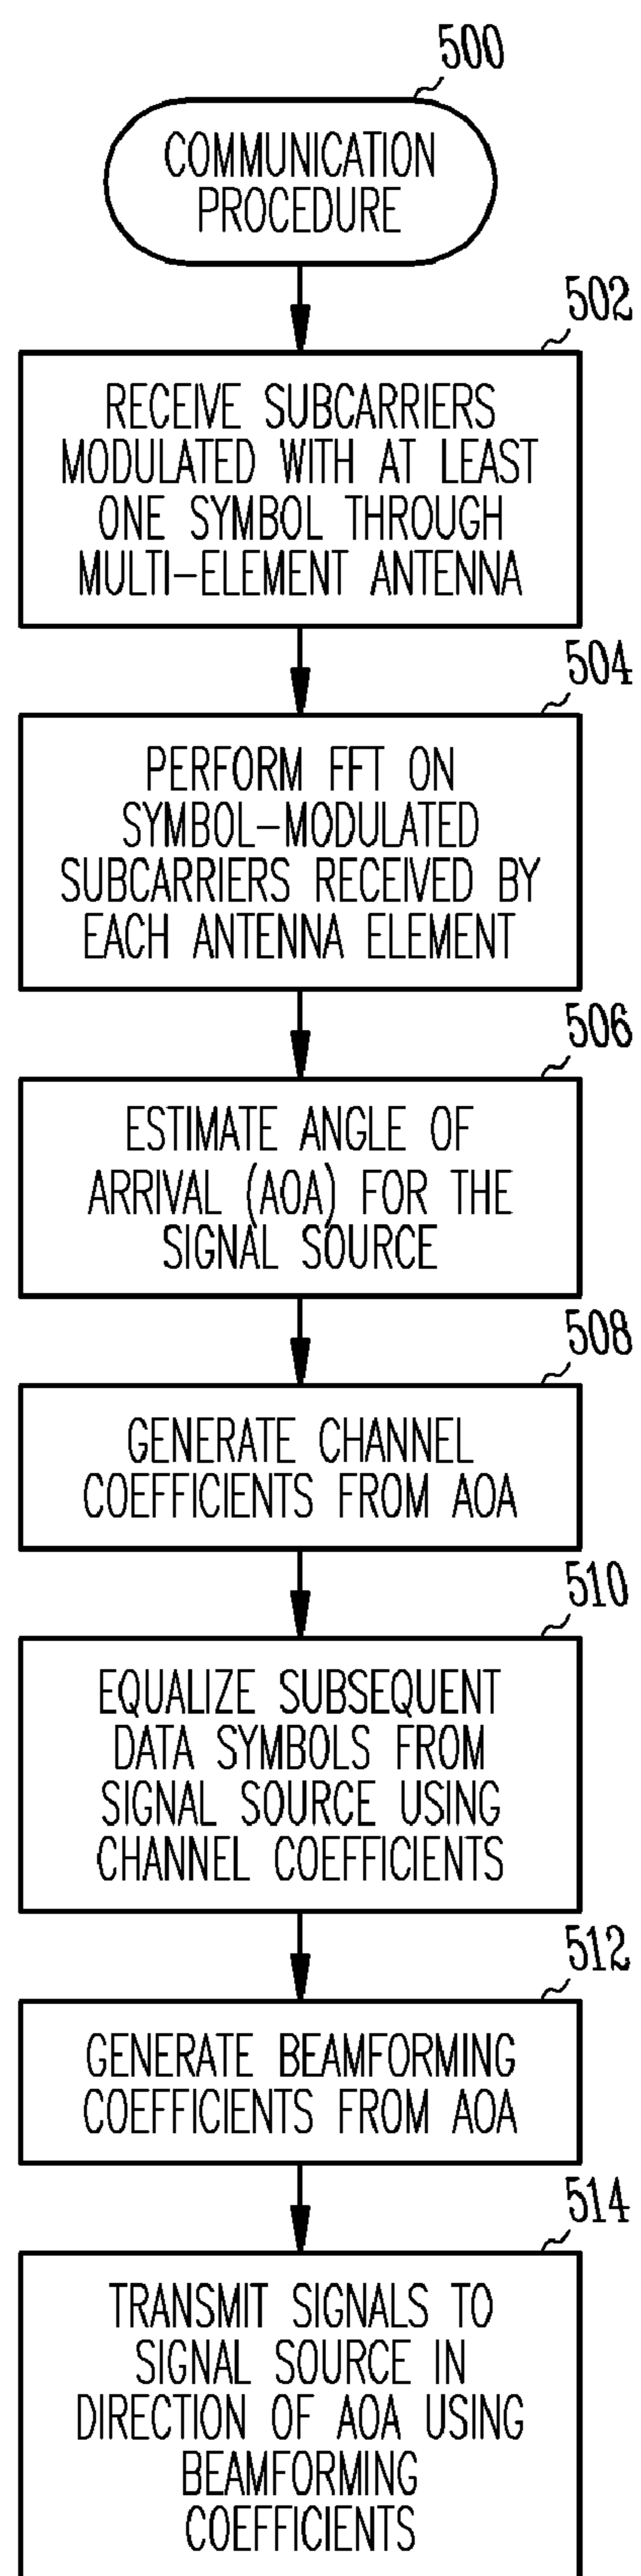 500
COMMUNICATION
PROCEDURE
502
RECEIVE SUBCARRIERS
MODULATED WITH AT LEAST
ONE SYMBOL THROUGH
MULTI-ELEMENT ANTENNA
504
PERFORM FFT ON
SYMBOL-MODULATED
SUBCARRIERS RECEIVED BY
EACH ANTENNA ELEMENT
506
ESTIMATE ANGLE OF
ARRIVAL (AOA) FOR THE
SIGNAL SOURCE
508
GENERATE CHANNEL
COEFFICIENTS FROM AOA
510
EQUALIZE SUBSEQUENT
DATA SYMBOLS FROM
SIGNAL SOURCE USING
CHANNEL COEFFICIENTS
512
GENERATE BEAMFORMING
COEFFICIENTS FROM AOA
514
TRANSMIT SIGNALS TO
SIGNAL SOURCE IN
DIRECTION OF AOA USING
BEAMFORMING
COEFFICIENTS